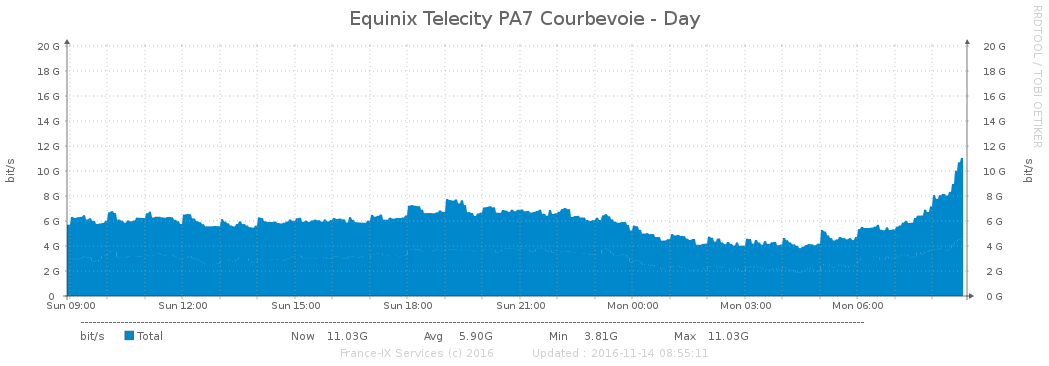 Equinix Telecity PA7 Courbevoie - Day
RRDTOOL / TOBI OETIKER
bit/s
20 G 20 G
18 G 18 G
16 G 16 G
14 G 14 G
12 G 12 G
10 G 10 G
8 G 8 G
6 G 6 G
4 G 4 G
2 G 2 G
0 0 G
bit/s
Sun 09:00 Sun 12:00 Sun 15:00 Sun 18:00 Sun 21:00 Mon 00:00 Mon 03:00 Mon 06:00
bit/s Total Now 11.03G Avg 5.90G Min 3.81G Max 11.03G
France-IX Services (c) 2016 Updated : 2016-11-14 08:55:11